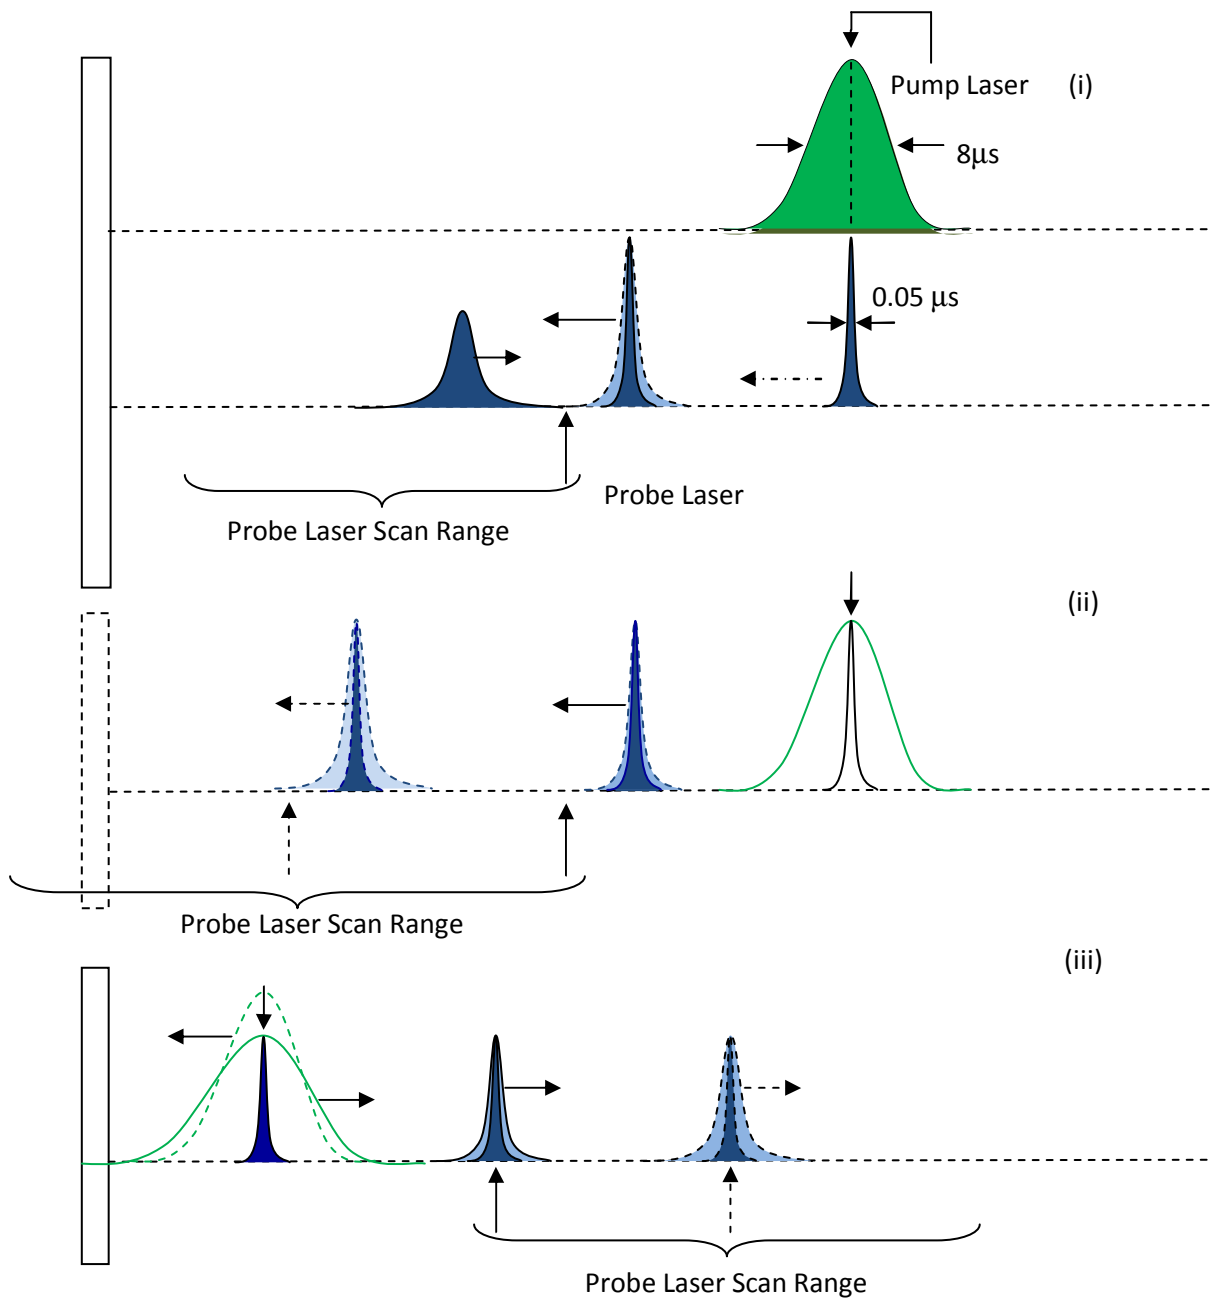 Pump Laser
(i)
8μs
0.05 μs
Probe Laser
Probe Laser Scan Range
(ii)
Probe Laser Scan Range
(iii)
Probe Laser Scan Range